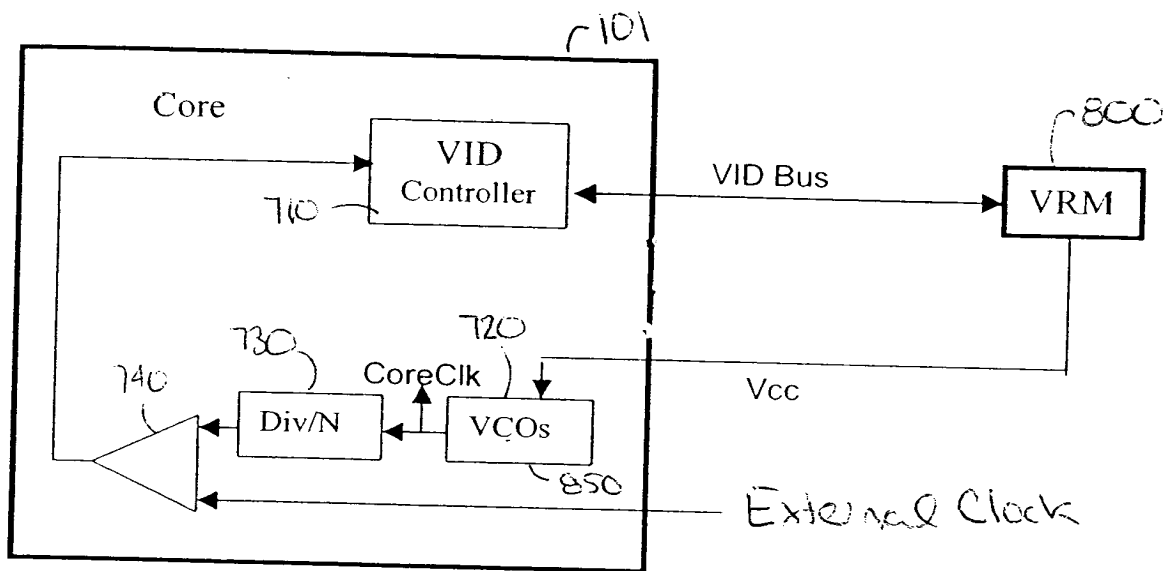 101
Core
VID
Controller
710
VID Bus
800
VRM
730
720
740
CoreClk
Vcc
Div/N
VCOs
850
External Clock